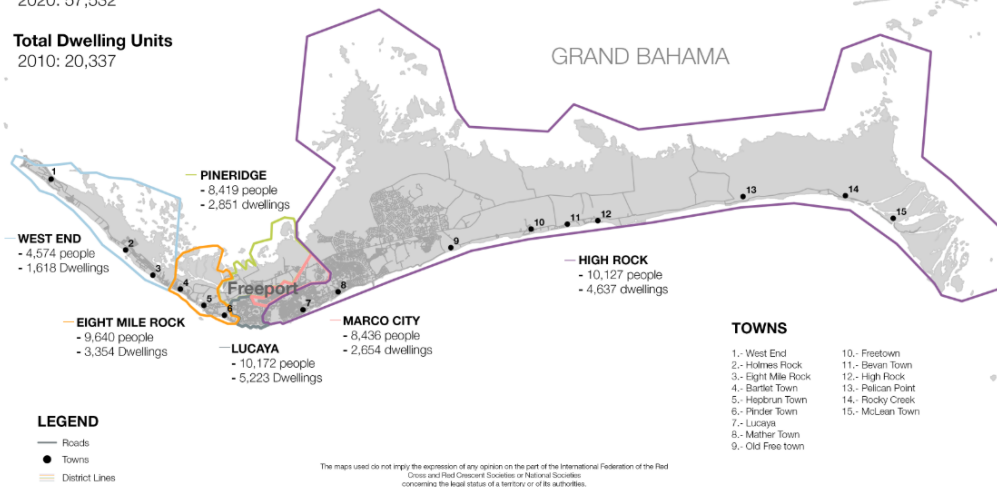 2020: 57,532
Total Dwelling Units
2010: 20,337
GRAND BAHAMA
PINERIDGE
- 8,419 people
- 2,851 dwellings
WEST END
- 4,574 people
- 1,618 Dwellings
EIGHT MILE ROCK
- 9,640 people
- 3,354 Dwellings
LUCAYA
- 10,172 people
- 5,223 Dwellings
MARCO CITY
- 8,436 people
- 2,654 dwellings
HIGH ROCK
- 10,127 people
- 4,637 dwellings
Freeport
1
2
3
4
5
6
7
8
9
10
11
12
13
14
15
TOWNS
1.- West End
2.- Holmes Rock
3.- Eight Mile Rock
4.- Bartlet Town
5.- Hepbrun Town
6.- Pinder Town
7.- Lucaya
8.- Mather Town
9.- Old Free town
10.- Freetown
11.- Bevan Town
12.- High Rock
13.- Pelican Point
14.- Rocky Creek
15.- McLean Town
LEGEND
Roads
Towns
District Lines
The maps used do not imply the expression of any opinion on the part of the International Federation of the Red
Cross and Red Crescent Societies or National Societies
concerning the legal status of a territory or of its authorities.